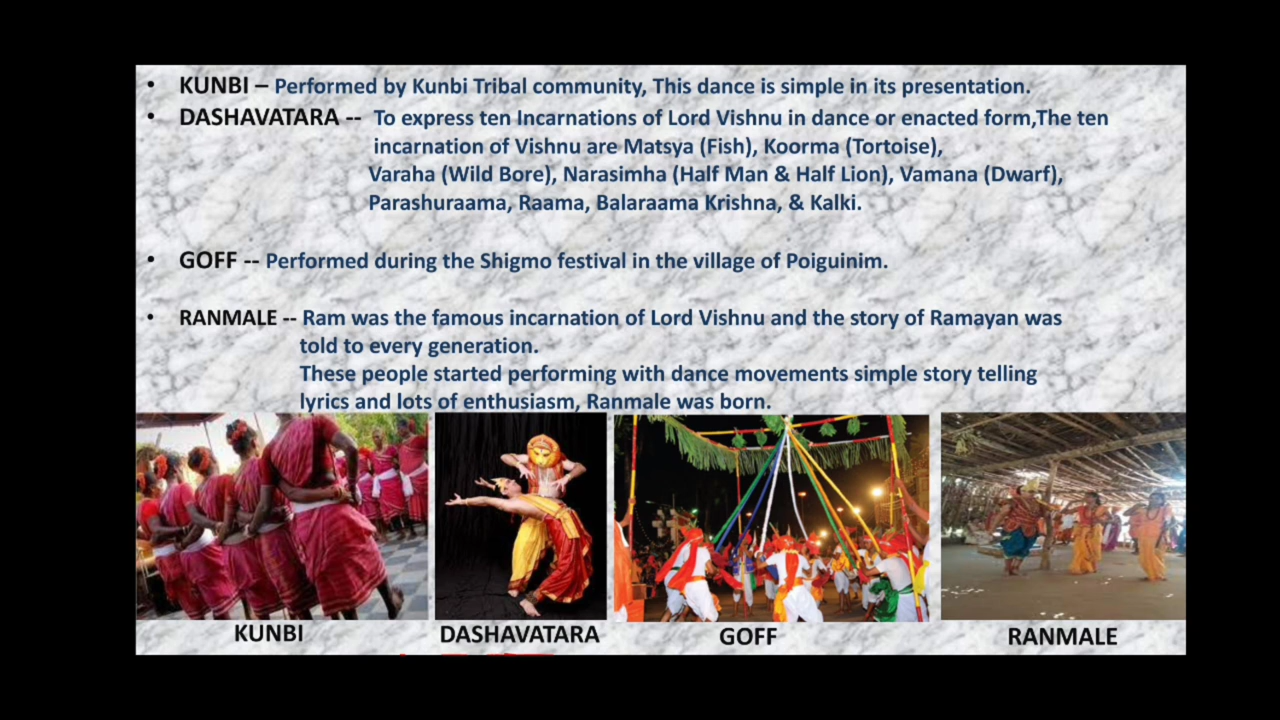 • KUNBI – Performed by Kunbi Tribal community, This dance is simple in its presentation.
• DASHAVATARA -- To express ten Incarnations of Lord Vishnu in dance or enacted form,The ten
incarnation of Vishnu are Matsya (Fish), Koorma (Tortoise),
Varaha (Wild Bore), Narasimha (Half Man & Half Lion), Vamana (Dwarf),
Parashuraama, Raama, Balaraama Krishna, & Kalki.
• GOFF -- Performed during the Shigmo festival in the village of Poiguinim.
• RANMALE -- Ram was the famous incarnation of Lord Vishnu and the story of Ramayan was
told to every generation.
These people started performing with dance movements simple story telling
lyrics and lots of enthusiasm, Ranmale was born.
KUNBI
DASHAVATARA
GOFF
RANMALE